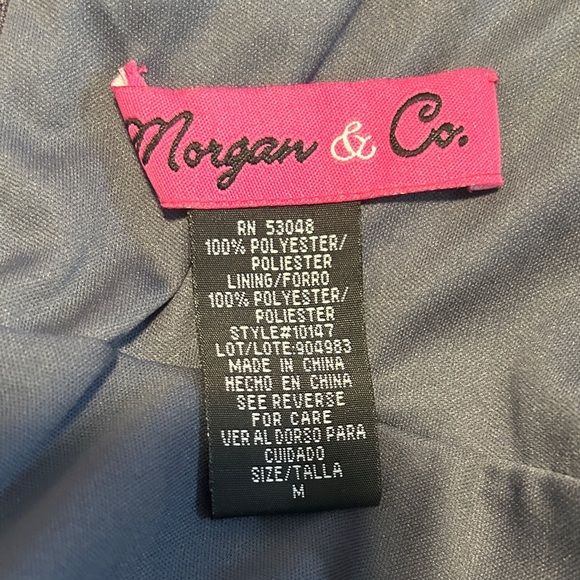 Morgan & Co.
RN 53048
100% POLYESTER/
POLIESTER
LINING/FORRO
100% POLYESTER/
POLIESTER
STYLE#10147
LOT/LOTE:904983
MADE IN CHINA
HECHO EN CHINA
SEE REVERSE
FOR CARE
VER AL DORSO PARA
CUIDADO
SIZE/TALLA
M